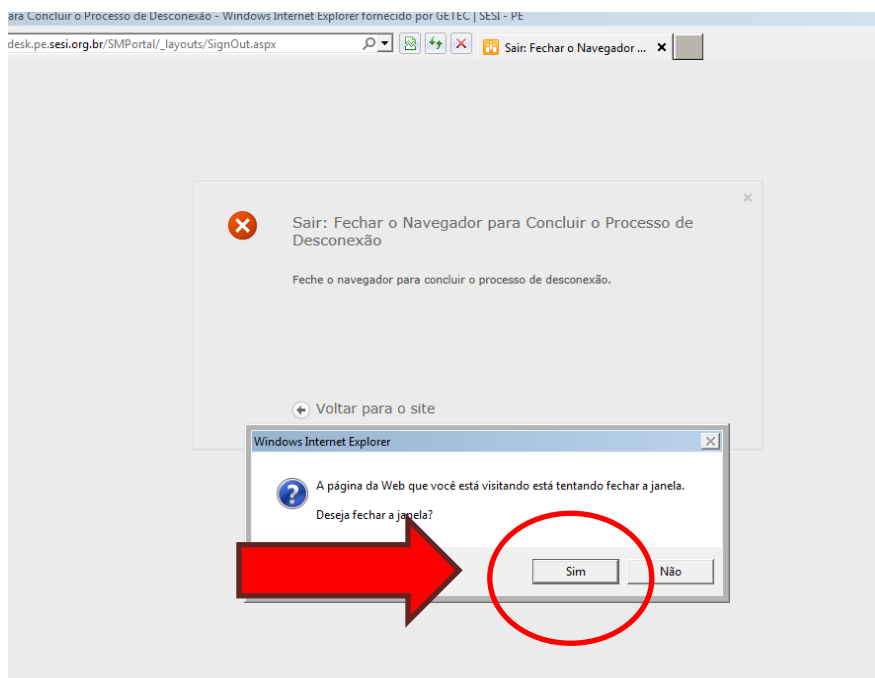 ara Concluir o Processo de Desconexão - Windows Internet Explorer fornecido por GETEC | SESI - PE
desk.pe.sesi.org.br/SMPortal/_layouts/SignOut.aspx
Sair: Fechar o Navegador ...
Sair: Fechar o Navegador para Concluir o Processo de
Desconexão
Feche o navegador para concluir o processo de desconexão.
Voltar para o site
Windows Internet Explorer
A página da Web que você está visitando está tentando fechar a janela.
Deseja fechar a janela?
Sim
Não